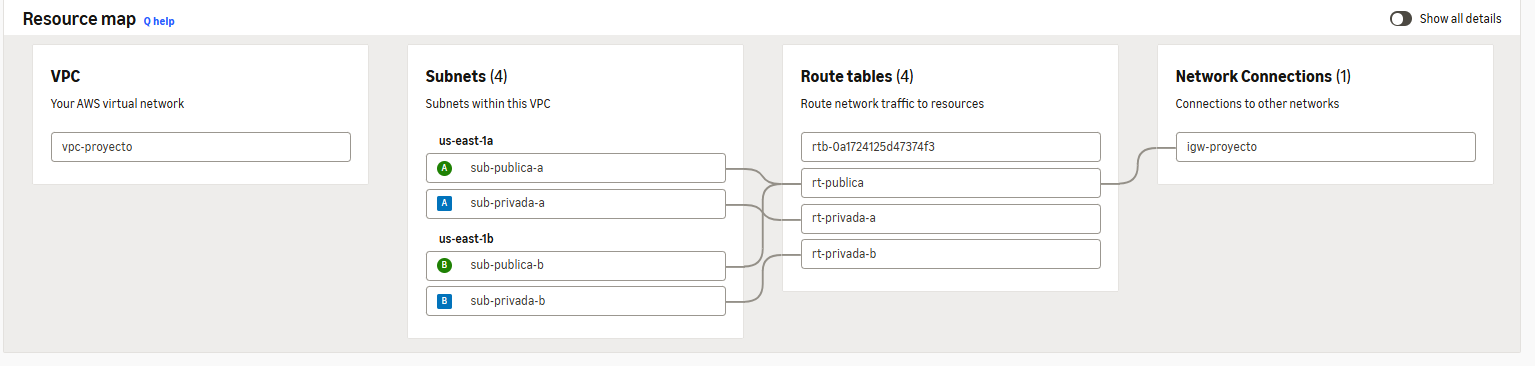 Resource map Q help
Show all details
VPC
Your AWS virtual network
vpc-proyecto
Subnets (4)
Subnets within this VPC
us-east-1a
A sub-publica-a
A sub-privada-a
us-east-1b
B sub-publica-b
B sub-privada-b
Route tables (4)
Route network traffic to resources
rtb-0a1724125d47374f3
rt-publica
rt-privada-a
rt-privada-b
Network Connections (1)
Connections to other networks
igw-proyecto